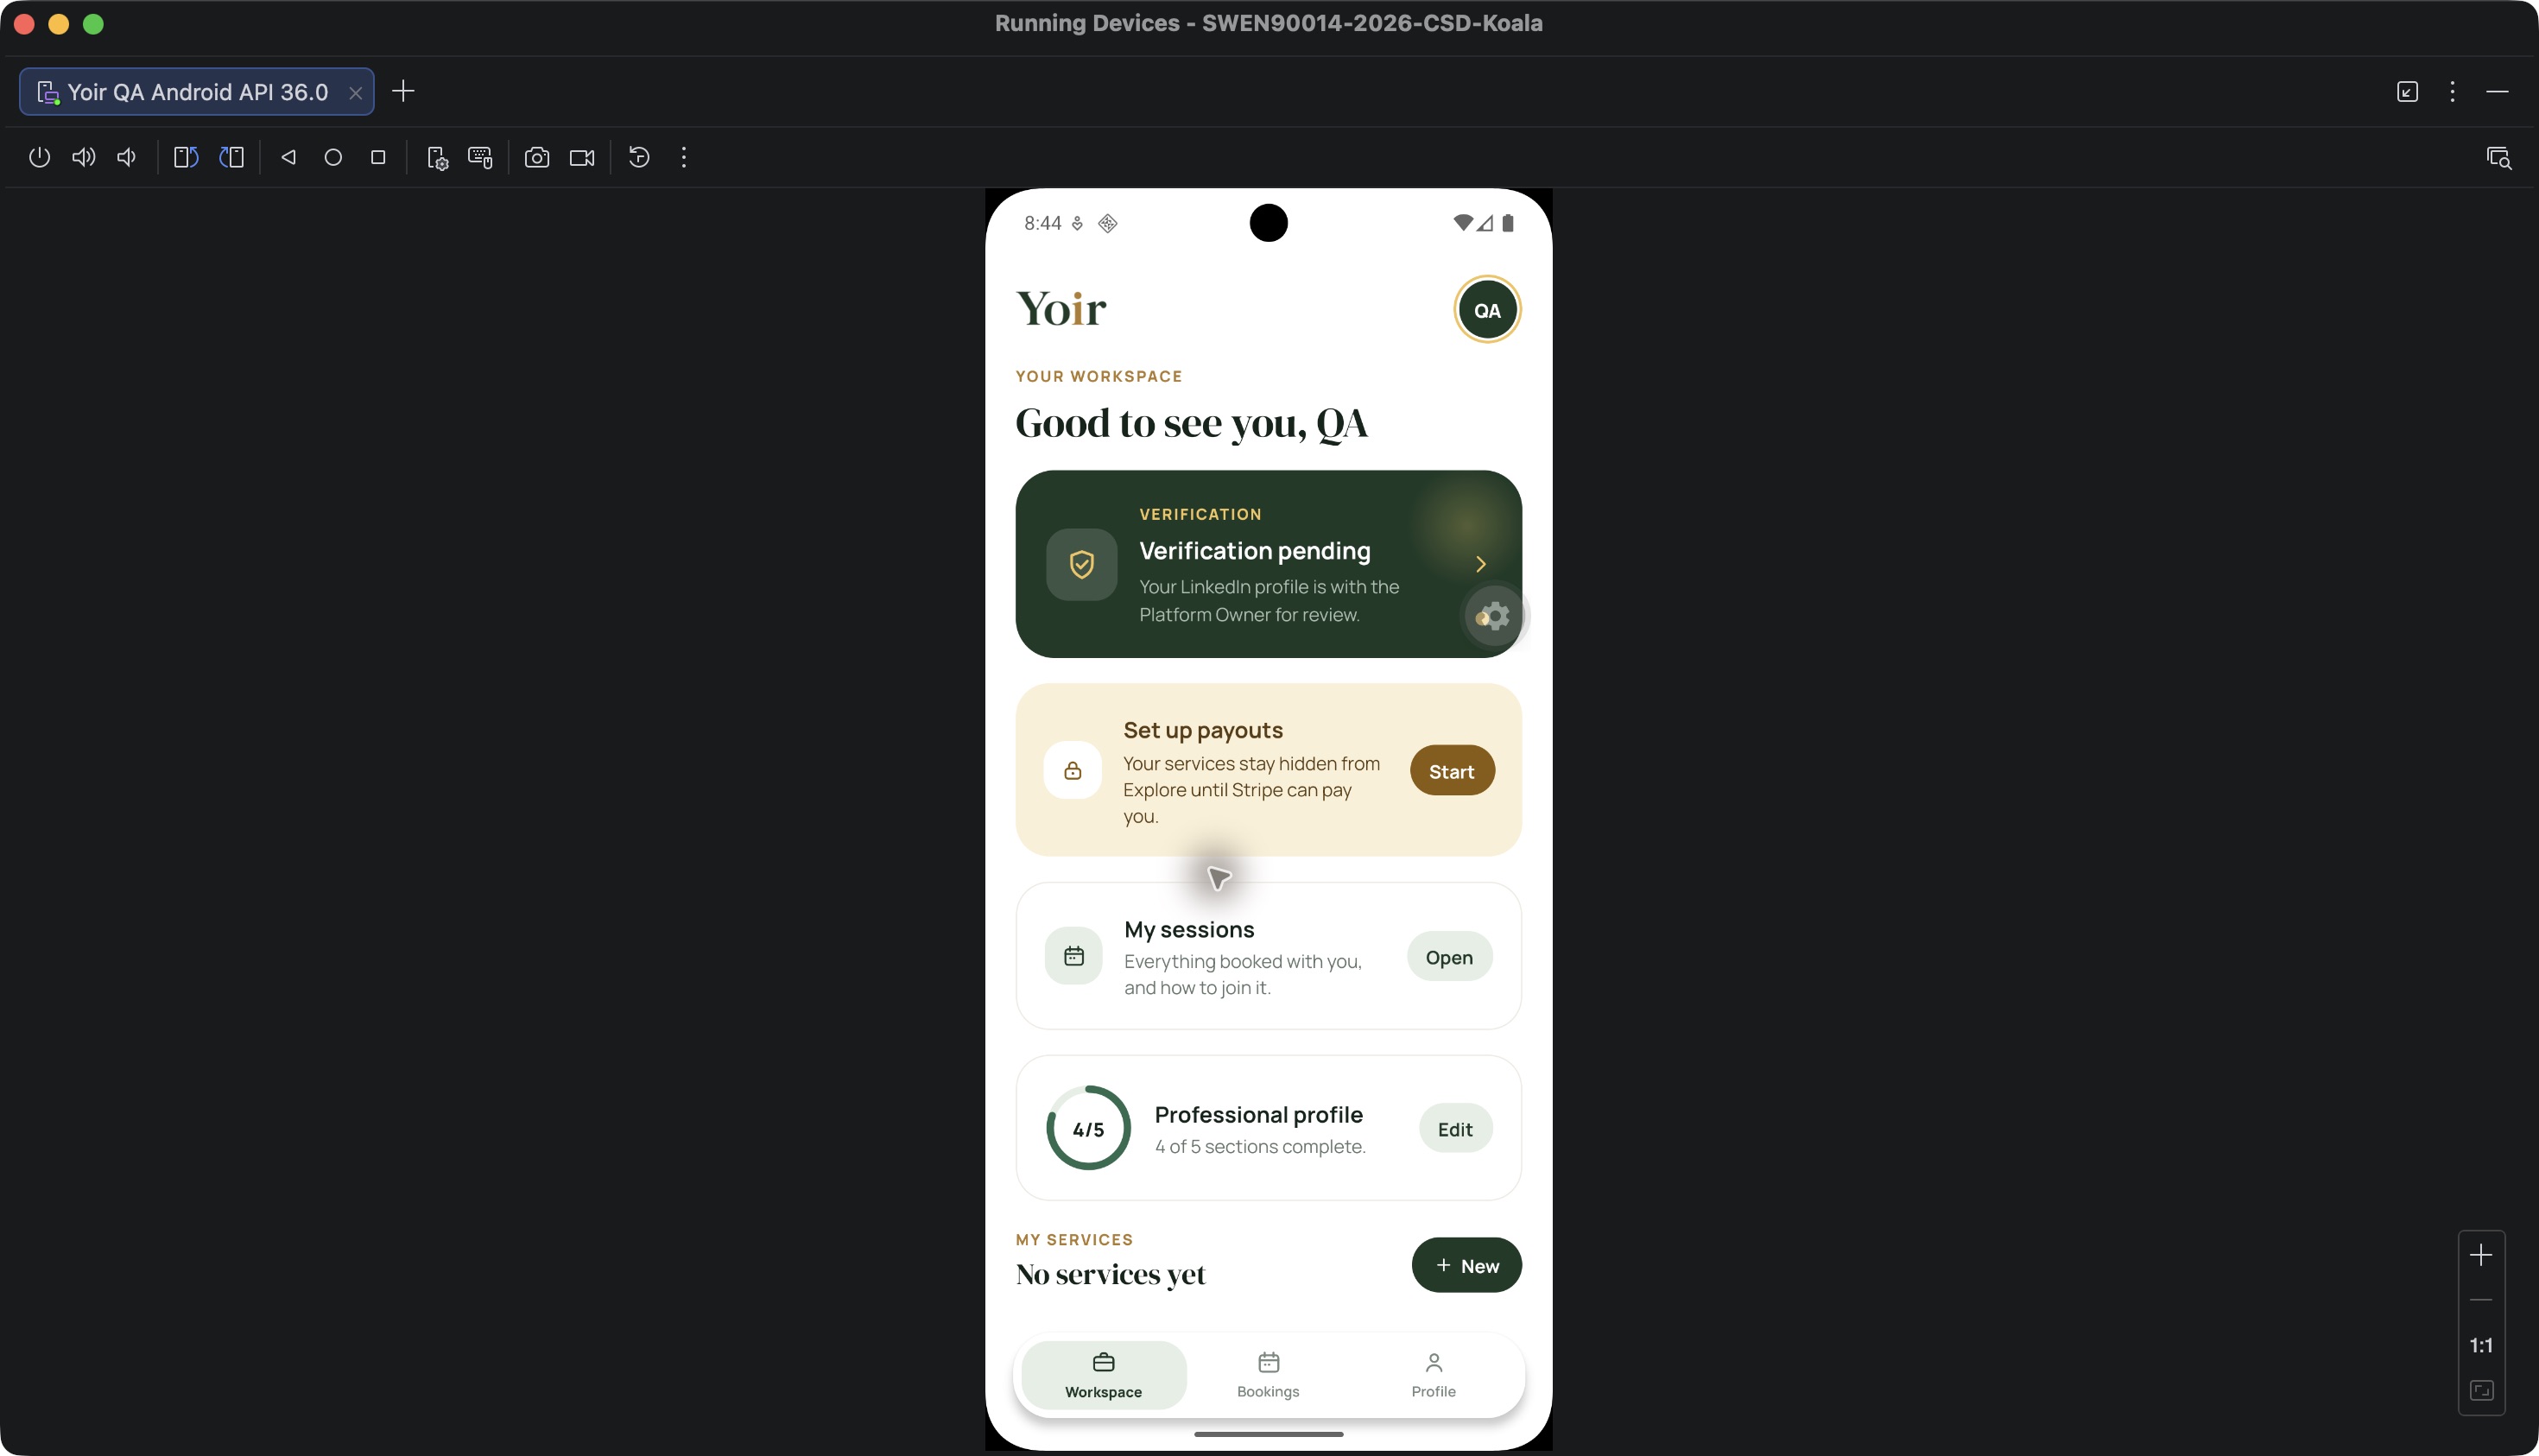 Running Devices - SWEN90014-2026-CSD-Koala
Yoir QA Android API 36.0
8:44
Yoir
QA
YOUR WORKSPACE
Good to see you, QA
VERIFICATION
Verification pending
Your LinkedIn profile is with the
Platform Owner for review.
Set up payouts
Your services stay hidden from
Explore until Stripe can pay
you.
Start
My sessions
Everything booked with you,
and how to join it.
Open
4/5
Professional profile
4 of 5 sections complete.
Edit
MY SERVICES
No services yet
+ New
Workspace
Bookings
Profile
1:1